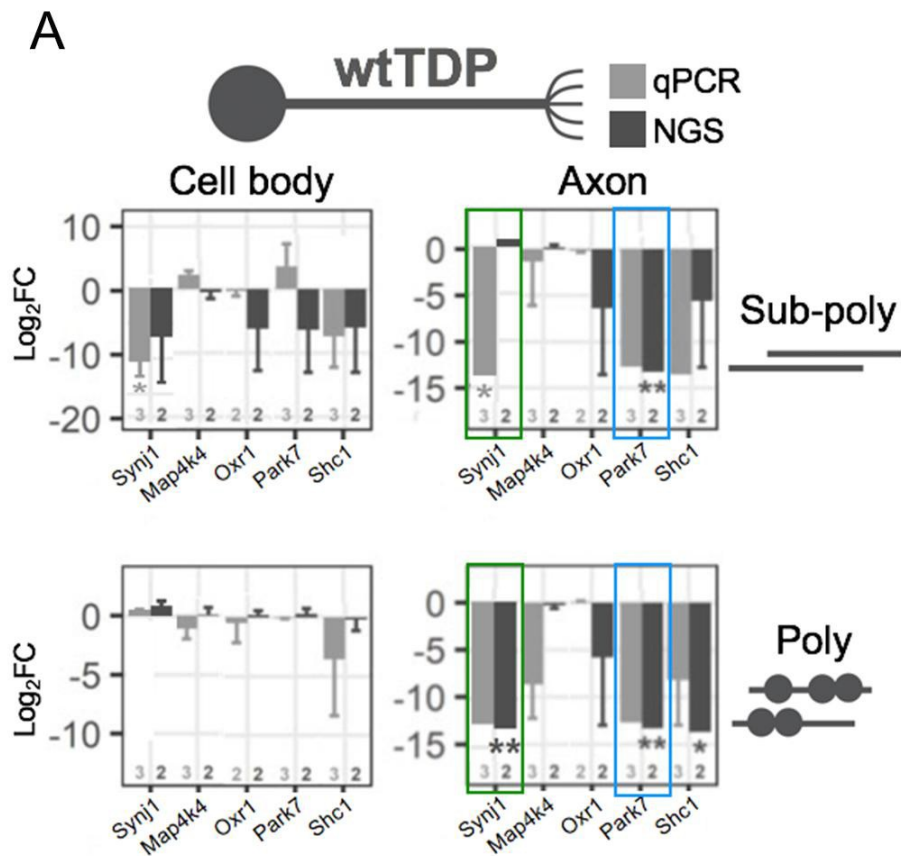 A
wtTDP
qPCR
NGS
Cell body
Axon
Log2FC
10
0
-10
-20
*
3 2 3 2 2 2 3 2 3 2
Synj1 Map4k4 Oxr1 Park7 Shc1
0
-5
-10
-15
* **
3 2 3 2 2 2 3 2 3 2
Synj1 Map4k4 Oxr1 Park7 Shc1
Sub-poly
Log2FC
0
-5
-10
3 2 3 2 2 2 3 2 3 2
Synj1 Map4k4 Oxr1 Park7 Shc1
0
-5
-10
-15
** ** *
3 2 3 2 2 2 3 2 3 2
Synj1 Map4k4 Oxr1 Park7 Shc1
Poly